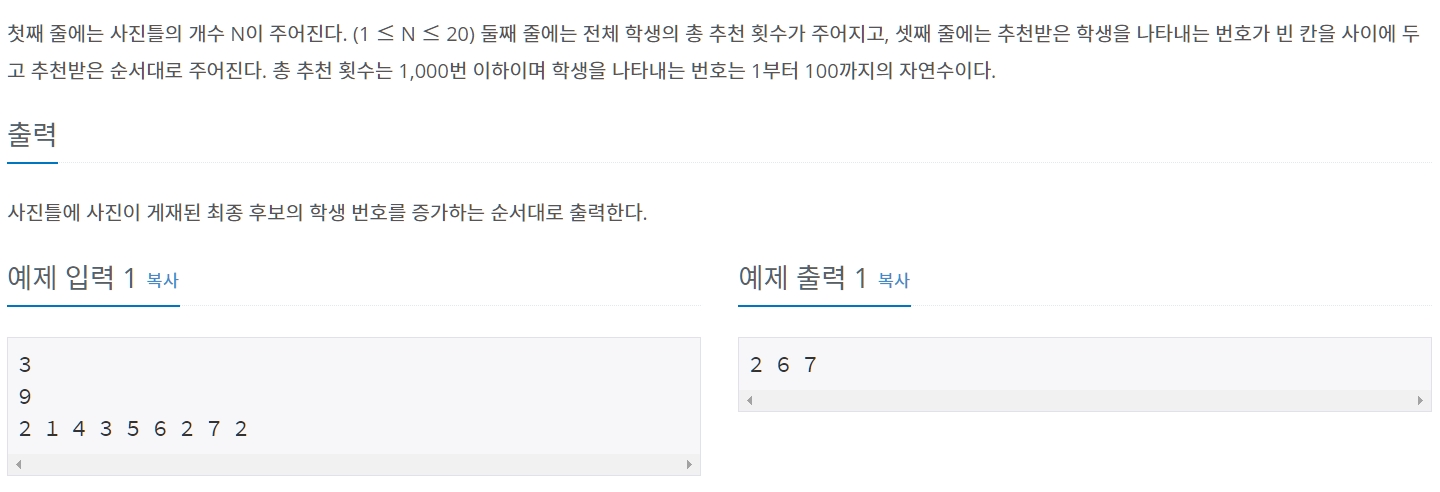 첫째 줄에는 사진틀의 개수 N이 주어진다. (1 ≤ N ≤ 20) 둘째 줄에는 전체 학생의 총 추천 횟수가 주어지고, 셋째 줄에는 추천받은 학생을 나타내는 번호가 빈 칸을 사이에 두
고 추천받은 순서대로 주어진다. 총 추천 횟수는 1,000번 이하이며 학생을 나타내는 번호는 1부터 100까지의 자연수이다.
출력
사진틀에 사진이 게재된 최종 후보의 학생 번호를 증가하는 순서대로 출력한다.
예제 입력 1 복사
3
9
2 1 4 3 5 6 2 7 2
예제 출력 1 복사
2 6 7